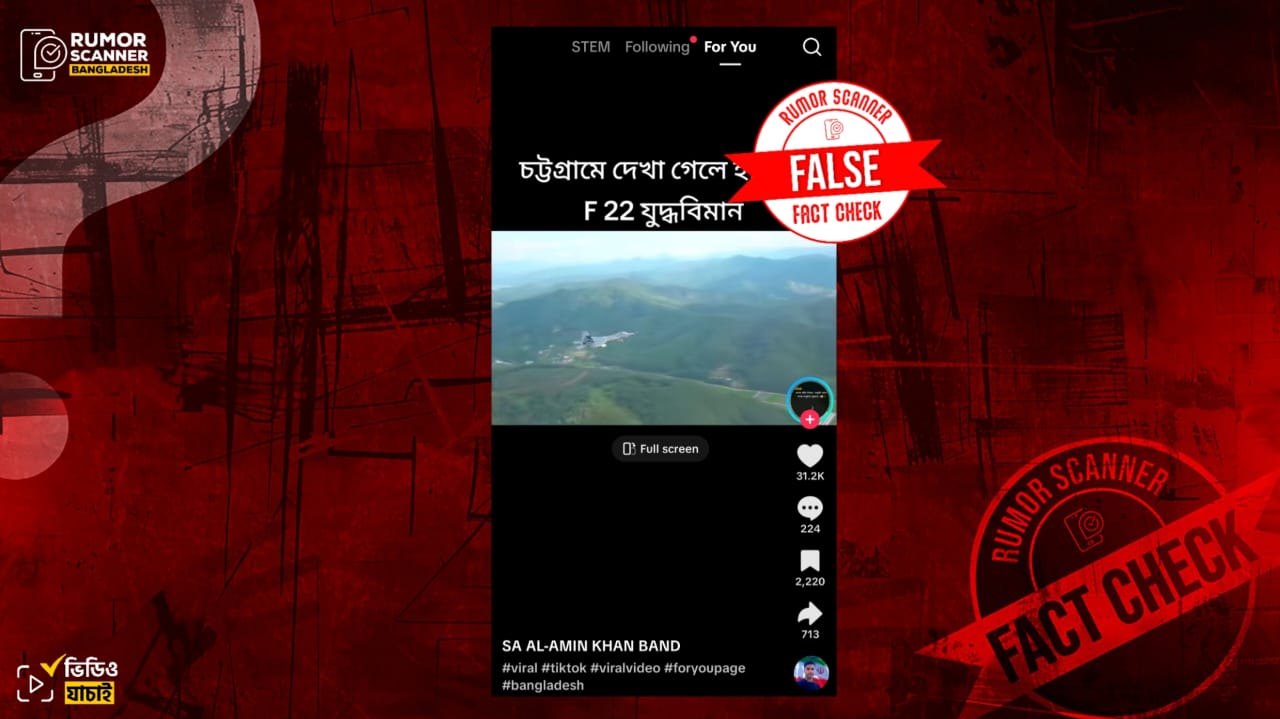 RUMOR
SCANNER
BANGLADESH
STEM Following For You
চট্টগ্রামে দেখা গেলে
F 22 যুদ্ধবিমান
RUMOR SCANNER
FALSE
FACT CHECK
Full screen
31.2K
224
2,220
713
SA AL-AMIN KHAN BAND
#viral #tiktok #viralvideo #foryoupage
#bangladesh
ভিডিও
যাচাই
RUMOR SCANNER
FACT CHECK